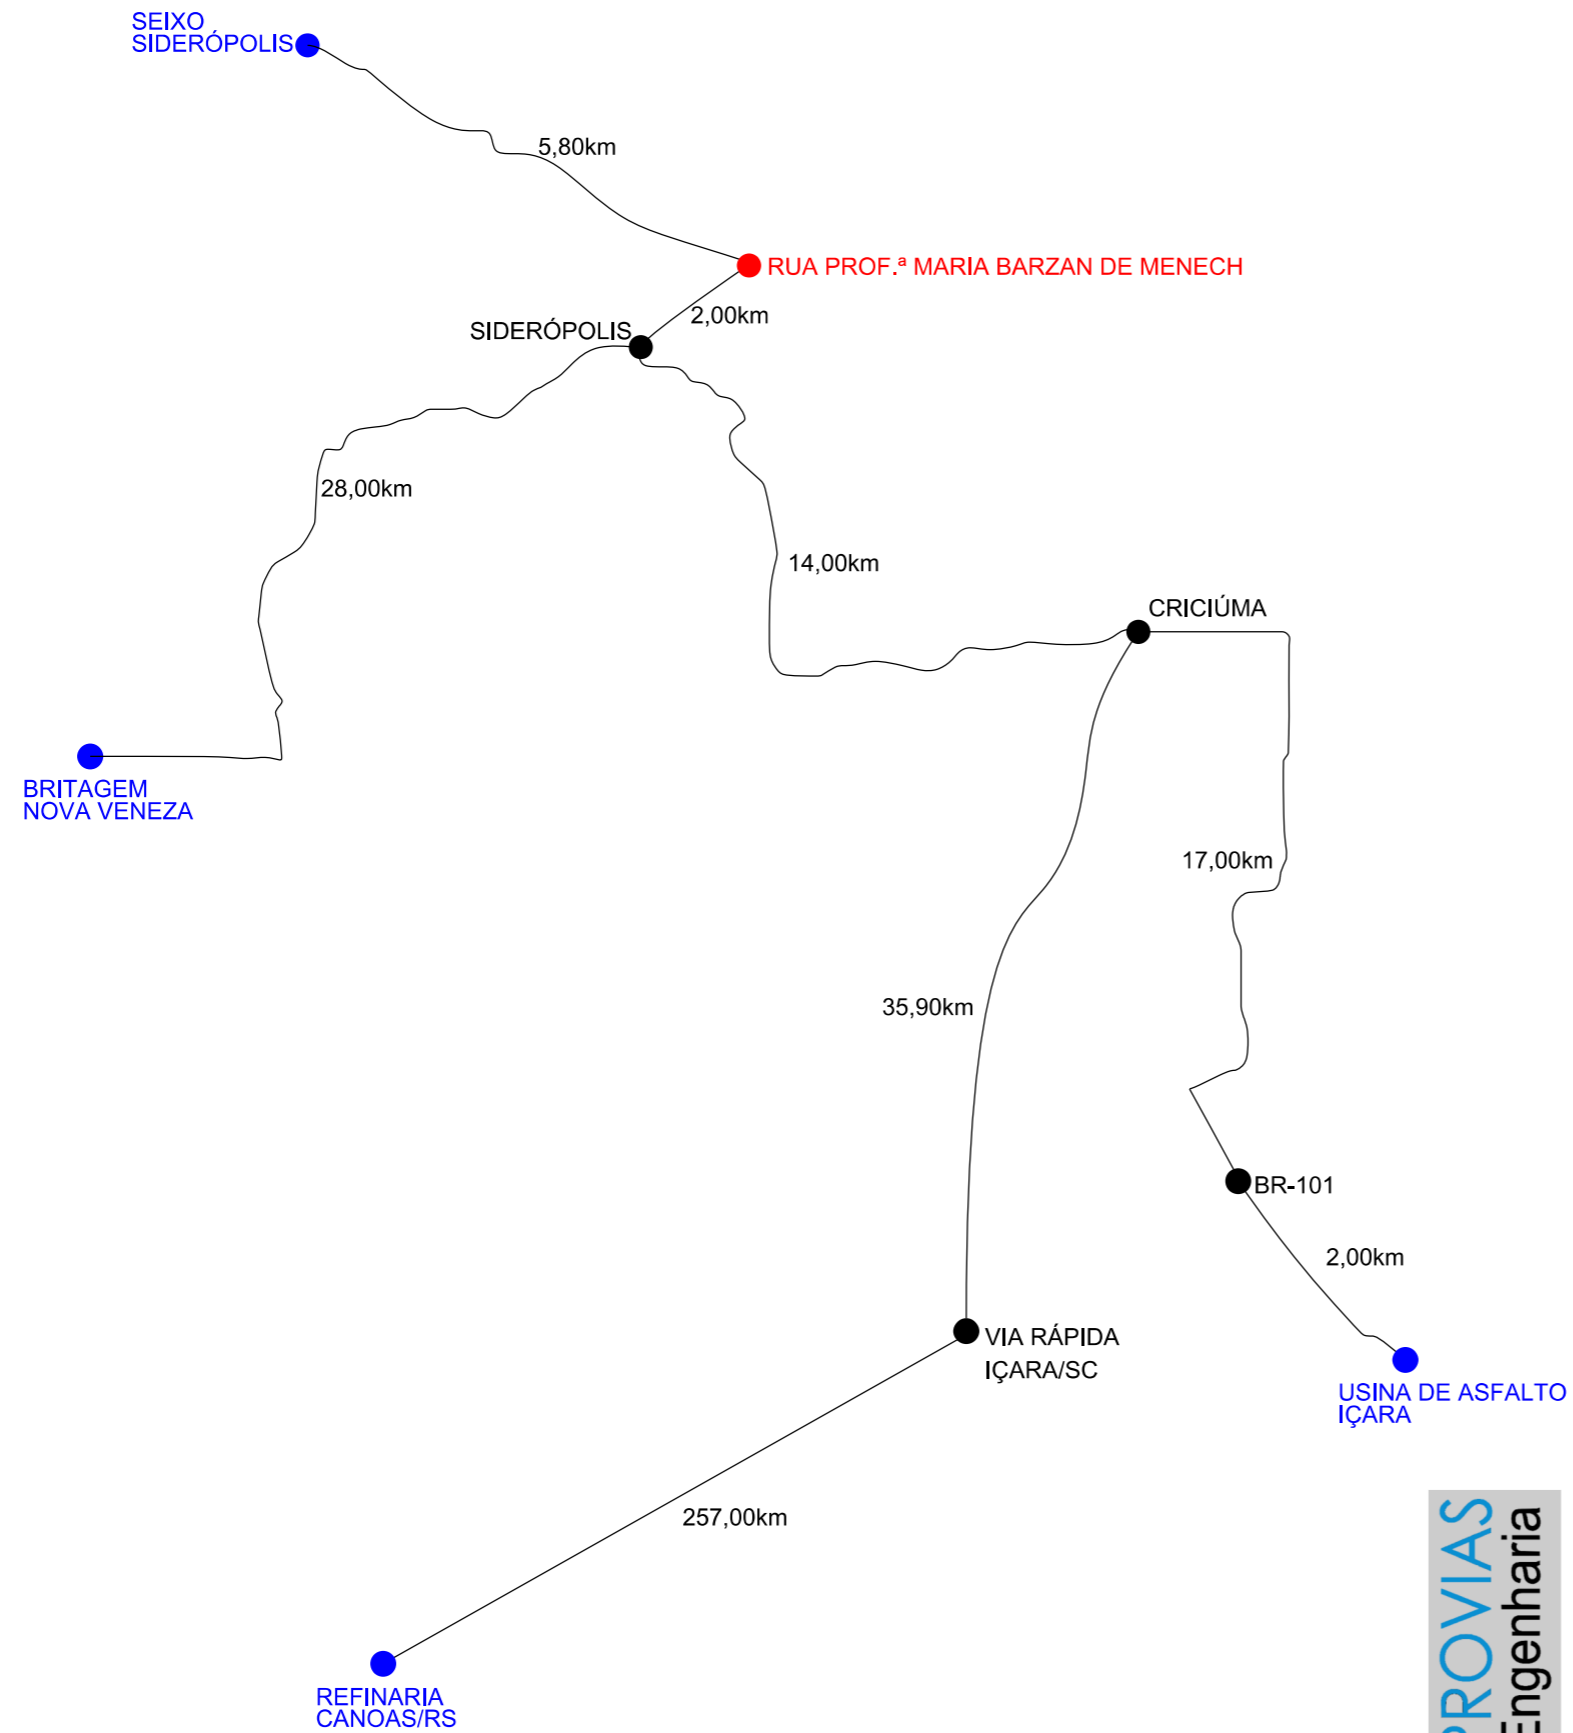 SEIXO
SIDERÓPOLIS
5,80km
RUA PROF.ª MARIA BARZAN DE MENECH
2,00km
SIDERÓPOLIS
28,00km
14,00km
CRICIÚMA
BRITAGEM
NOVA VENEZA
17,00km
35,90km
BR-101
2,00km
VIA RÁPIDA
IÇARA/SC
USINA DE ASFALTO
IÇARA
257,00km
REFINARIA
CANOAS/RS
PROVIAS
Engenharia